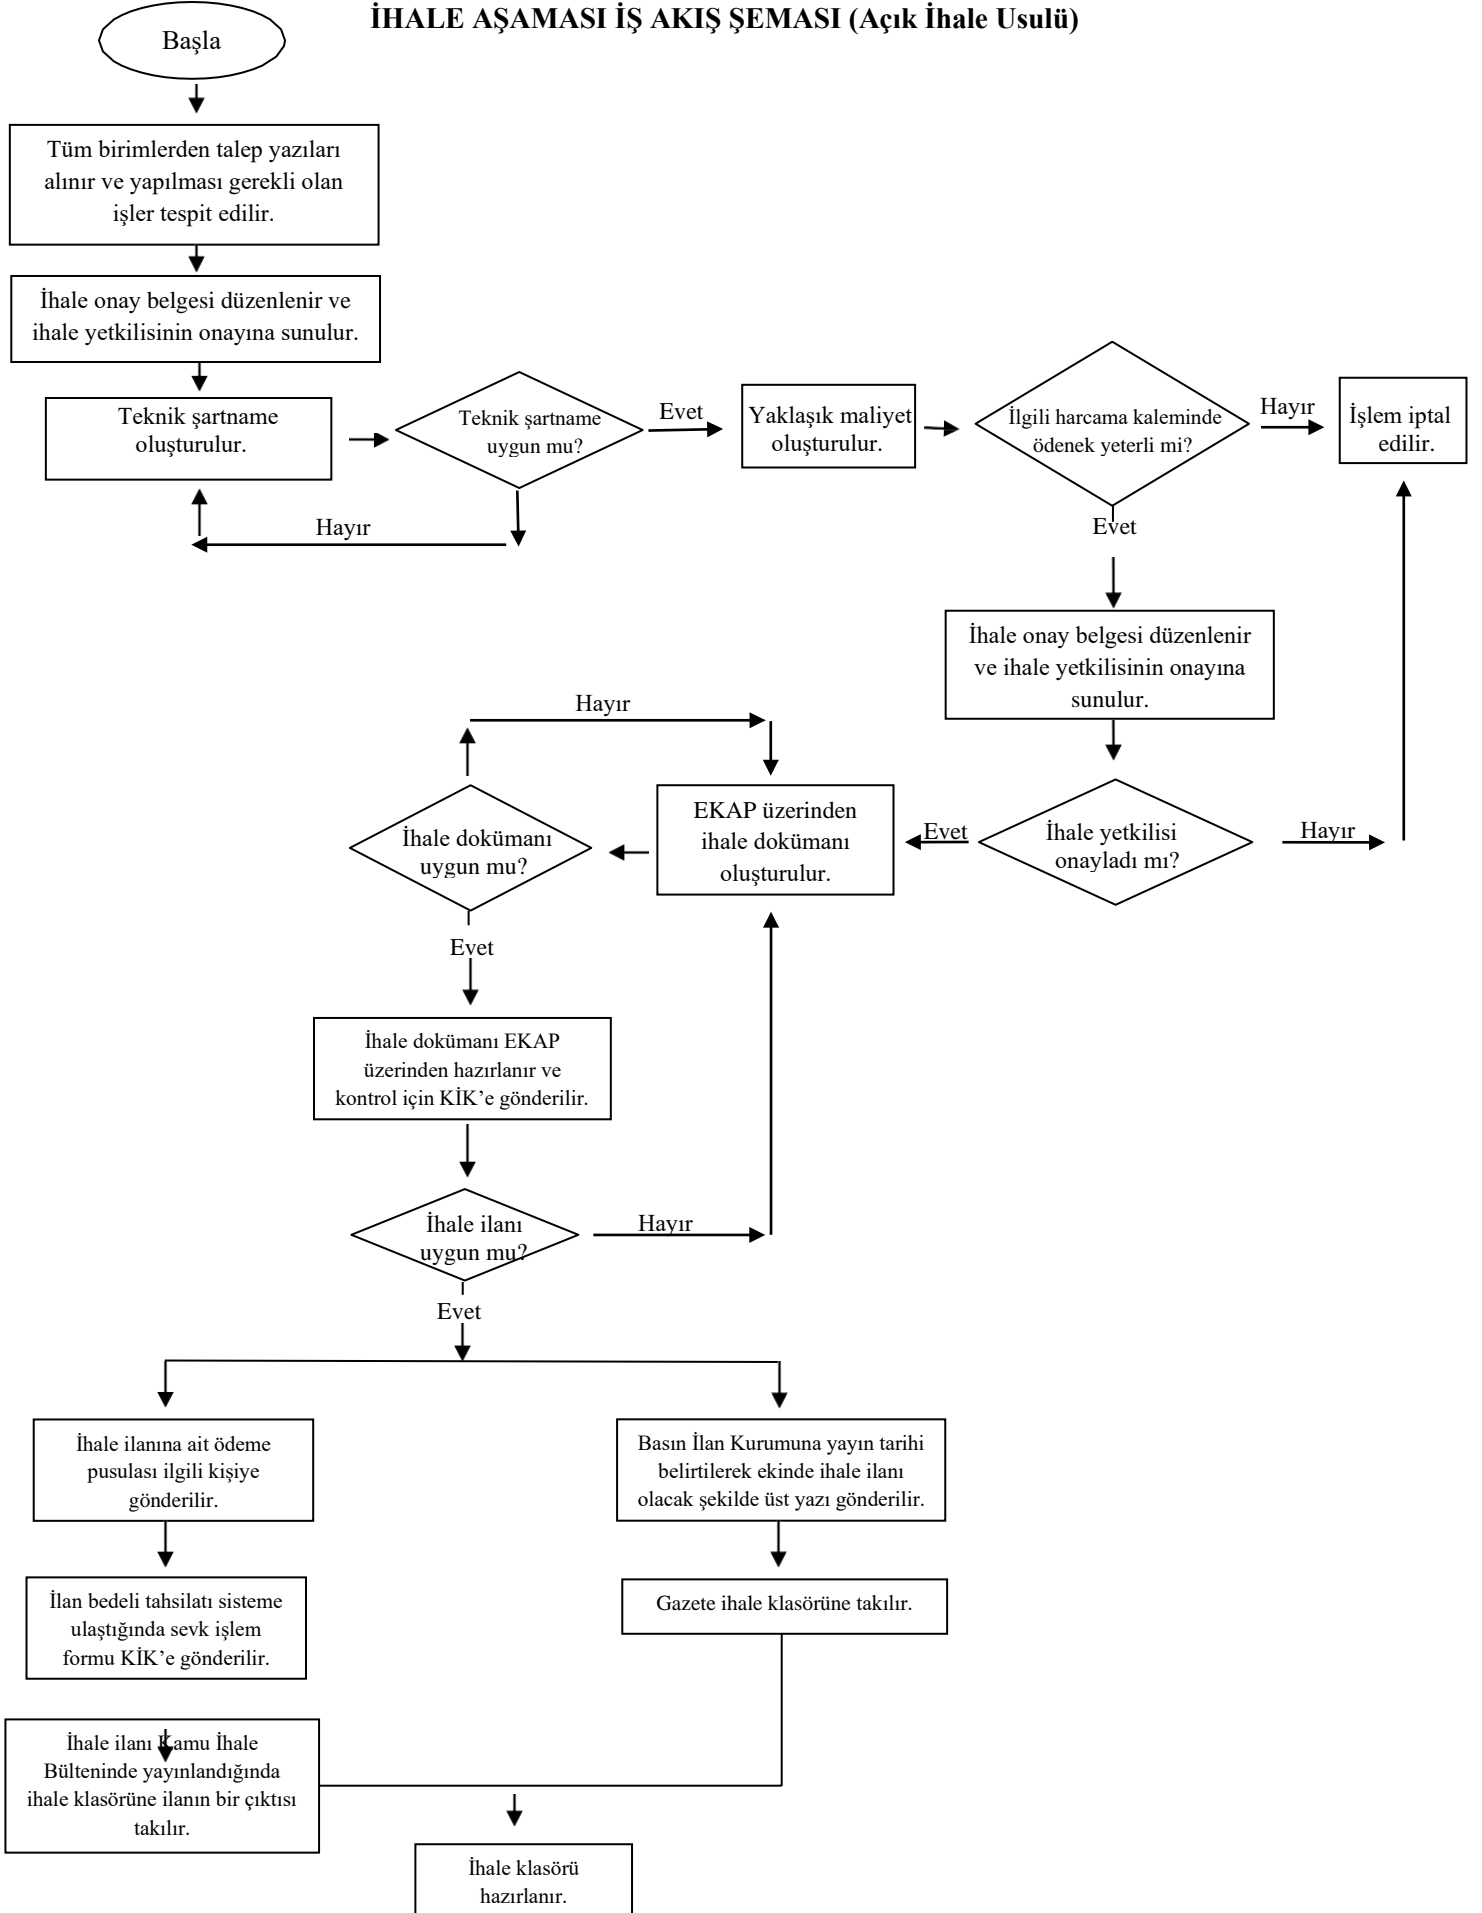 İHALE AŞAMASI İŞ AKIŞ ŞEMASI (Açık İhale Usulü)
Başla
Tüm birimlerden talep yazıları
alınır ve yapılması gerekli olan
işler tespit edilir.
İhale onay belgesi düzenlenir ve
ihale yetkilisinin onayına sunulur.
Teknik şartname
oluşturulur.
Teknik şartname
uygun mu?
Evet
Hayır
Yaklaşık maliyet
oluşturulur.
İlgili harcama kaleminde
ödenek yeterli mi?
Hayır
İşlem iptal
edilir.
Evet
İhale onay belgesi düzenlenir
ve ihale yetkilisinin onayına
sunulur.
İhale yetkilisi
onayladı mı?
Hayır
Evet
EKAP üzerinden
ihale dokümanı
oluşturulur.
Hayır
İhale dokümanı
uygun mu?
Evet
İhale dokümanı EKAP
üzerinden hazırlanır ve
kontrol için KİK’e gönderilir.
İhale ilanı
uygun mu?
Hayır
Evet
İhale ilanına ait ödeme
pusulası ilgili kişiye
gönderilir.
Basın İlan Kurumuna yayın tarihi
belirtilerek ekinde ihale ilanı
olacak şekilde üst yazı gönderilir.
İlan bedeli tahsilatı sisteme
ulaştığında sevk işlem
formu KİK’e gönderilir.
Gazete ihale klasörüne takılır.
İhale ilanı Kamu İhale
Bülteninde yayınlandığında
ihale klasörüne ilanın bir çıktısı
takılır.
İhale klasörü
hazırlanır.